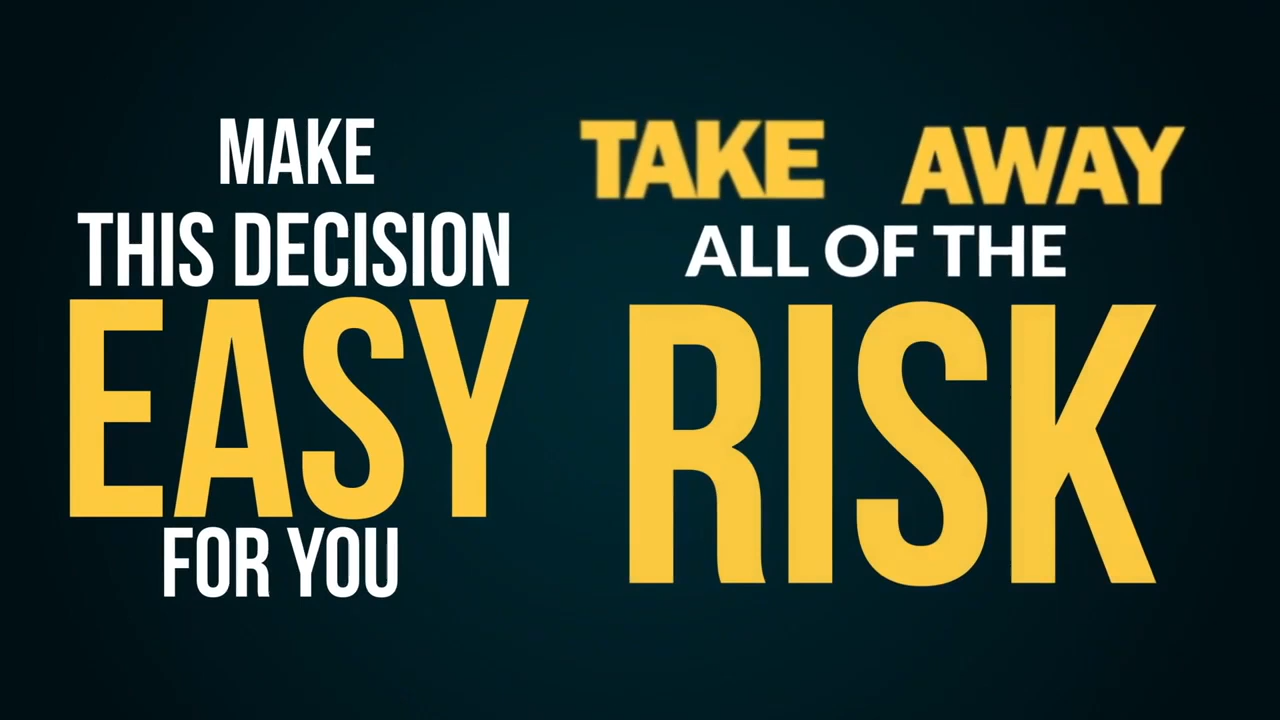 MAKE
THIS DECISION
EASY
FOR YOU
TAKE AWAY
ALL OF THE
RISK